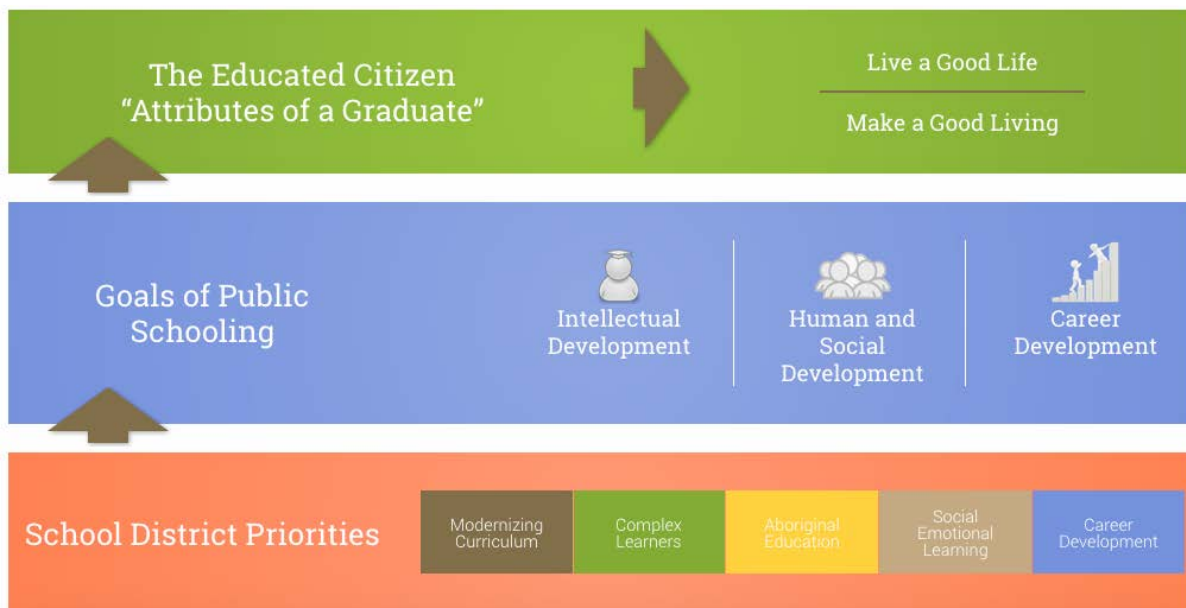 The Educated Citizen
“Attributes of a Graduate”
Live a Good Life
Make a Good Living
Goals of Public
Schooling
Intellectual
Development
Human and
Social
Development
Career
Development
School District Priorities
Modernizing
Curriculum
Complex
Learners
Aboriginal
Education
Social
Emotional
Learning
Career
Development